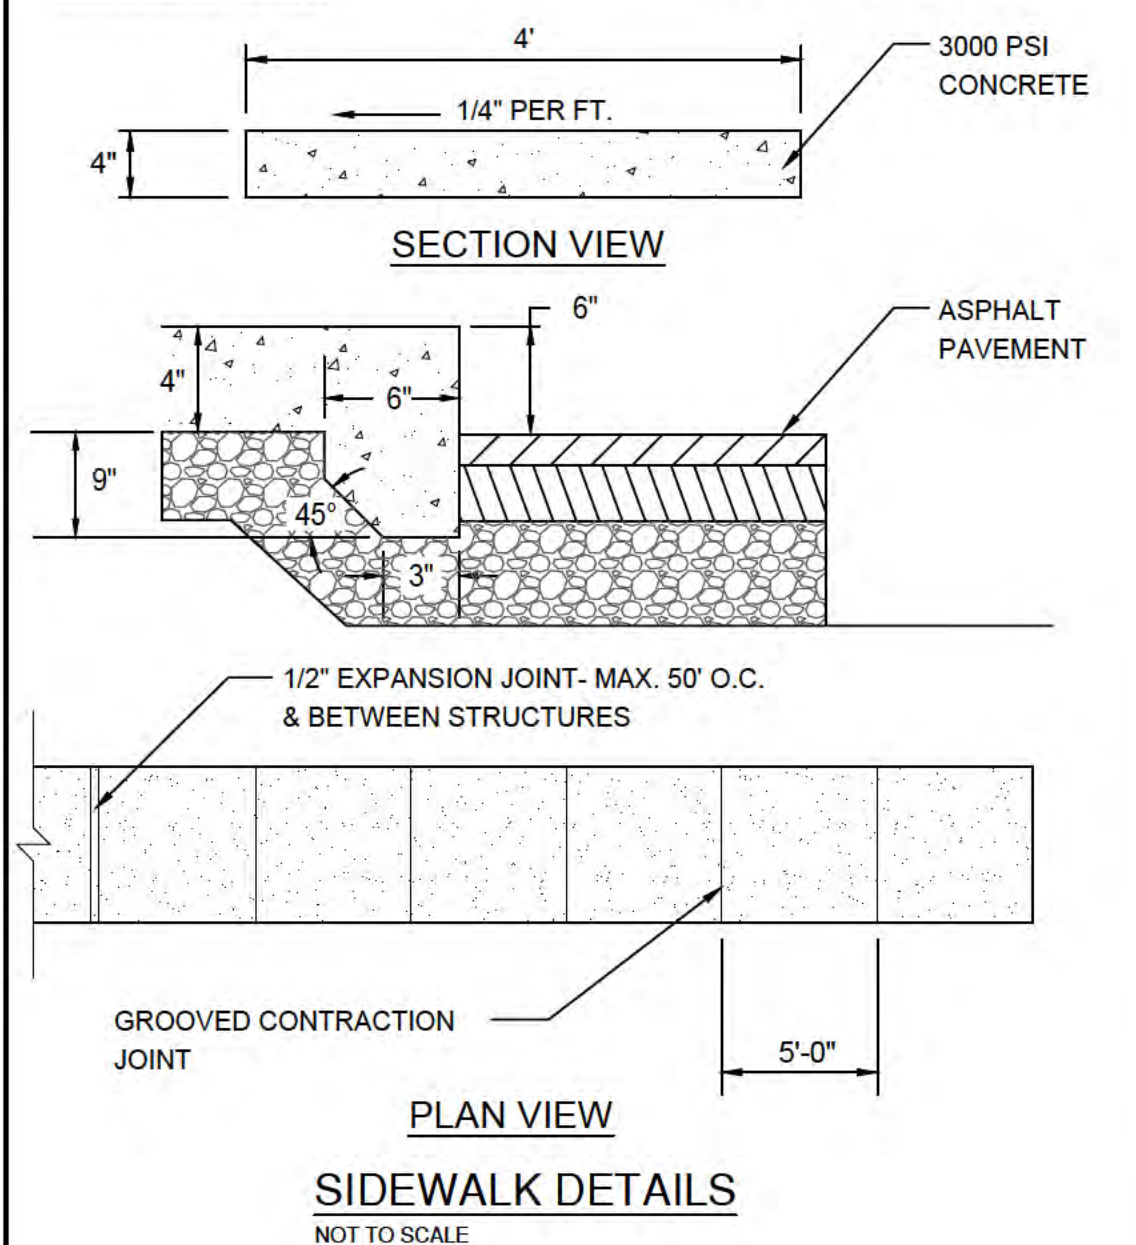 4'
3000 PSI
CONCRETE
1/4" PER FT.
4"
SECTION VIEW
6"
ASPHALT
PAVEMENT
4"
6"
9"
45°
3"
1/2" EXPANSION JOINT- MAX. 50' O.C.
& BETWEEN STRUCTURES
GROOVED CONTRACTION
JOINT
5'-0"
PLAN VIEW
SIDEWALK DETAILS
NOT TO SCALE